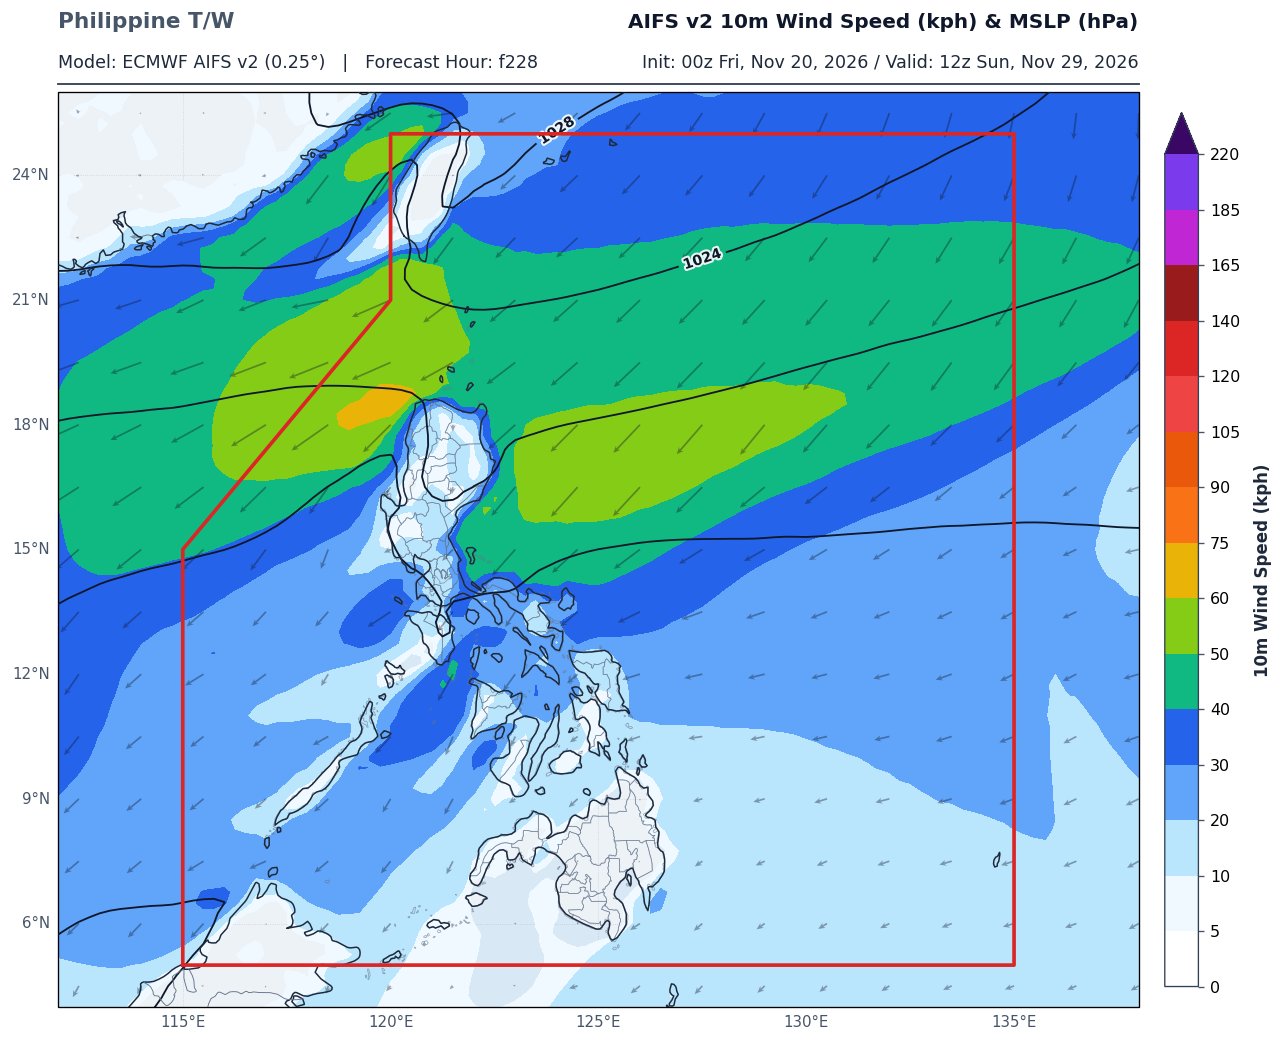 Philippine T/W
AIFS v2 10m Wind Speed (kph) & MSLP (hPa)
Model: ECMWF AIFS v2 (0.25°) | Forecast Hour: f228
Init: 00z Fri, Nov 20, 2026 / Valid: 12z Sun, Nov 29, 2026
1028
1024
8
24°N
21°N
18°N
15°N
12°N
9°N
6°N
115°E
120°E
125°E
130°E
135°E
220
185
165
140
120
105
90
75
60
50
40
30
20
10
5
0
10m Wind Speed (kph)